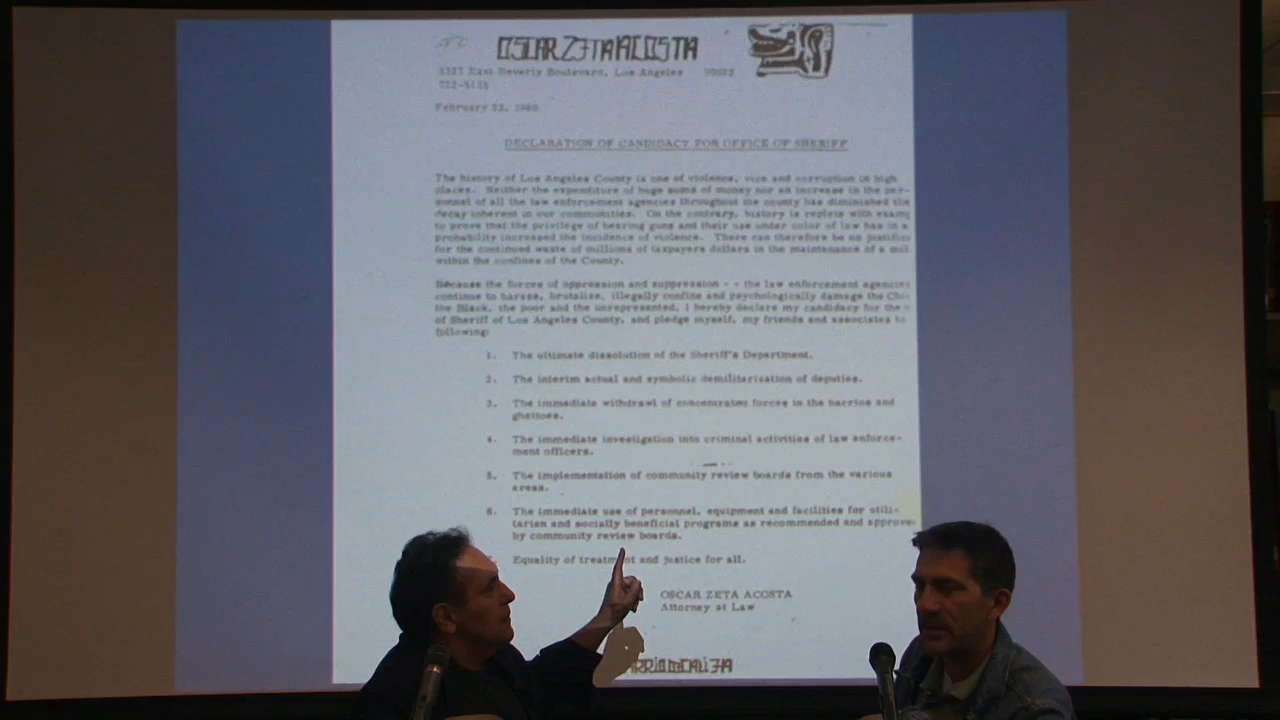 OSCAR ZETA ACOSTA
East Beverly Boulevard, Los Angeles
February
DECLARATION OF CANDIDACY FOR OFFICE OF SHERIFF
The history of Los Angeles County is one of violence, vice and corruption in high
places. Neither the expenditure of huge sums of money nor an increase in the per-
sonnel of all the law enforcement agencies throughout the county has diminished the
decay inherent in our communities. On the contrary, history is replete with examp
to prove that the privilege of bearing guns and their use under color of law has in a
probability increased the incidence of violence. There can therefore be no justific
for the continued waste of millions of taxpayers dollars in the maintenance of a mil
within the confines of the County.
Because the forces of oppression and suppression - - the law enforcement agencies
continue to harass, brutalize, illegally confine and psychologically damage the Chi-
the Black, the poor and the unrepresented, I hereby declare my candidacy for the
of Sheriff of Los Angeles County, and pledge myself, my friends and associates to
following:
1. The ultimate dissolution of the Sheriff's Department.
2. The interim actual and symbolic demilitarization of deputies.
3. The immediate withdrawl of concentrated forces in the barrios and
ghettoes.
4. The immediate investigation into criminal activities of law enforce-
ment officers.
5. The implementation of community review boards from the various
areas.
6. The immediate use of personnel, equipment and facilities for utili-
tarian and socially beneficial programs as recommended and approve
by community review boards.
Equality of treatment and justice for all.
OSCAR ZETA ACOSTA
Attorney at Law